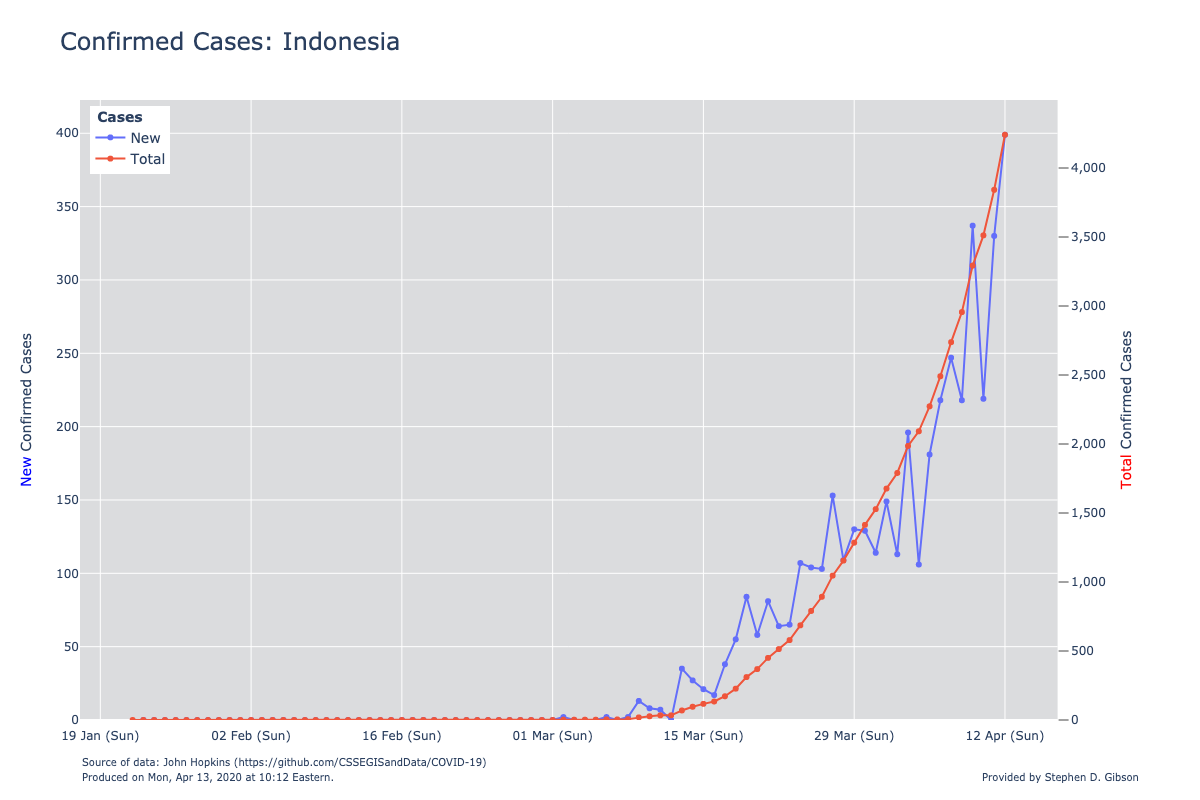 Confirmed Cases: Indonesia
Cases
New
Total
400
350
300
250
200
150
100
50
0
4,000
3,500
3,000
2,500
2,000
1,500
1,000
500
0
New Confirmed Cases
Total Confirmed Cases
19 Jan (Sun) 02 Feb (Sun) 16 Feb (Sun) 01 Mar (Sun) 15 Mar (Sun) 29 Mar (Sun) 12 Apr (Sun)
Source of data: John Hopkins (https://github.com/CSSEGISandData/COVID-19)
Produced on Mon, Apr 13, 2020 at 10:12 Eastern.
Provided by Stephen D. Gibson